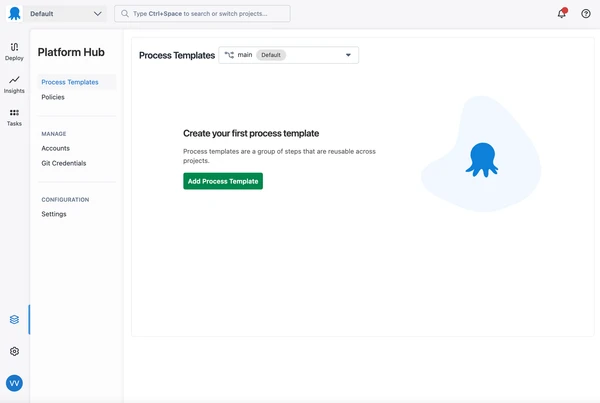 Default
Type Ctrl+Space to search or switch projects...
Deploy
Insights
Tasks
VV
Platform Hub
Process Templates
Policies
MANAGE
Accounts
Git Credentials
CONFIGURATION
Settings
Process Templates
main Default
Create your first process template
Process templates are a group of steps that are reusable across
projects.
Add Process Template